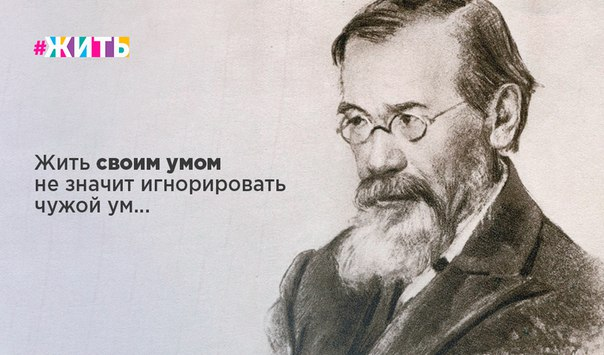 #ЖИТЬ
Жить своим умом
не значит игнорировать
чужой ум...